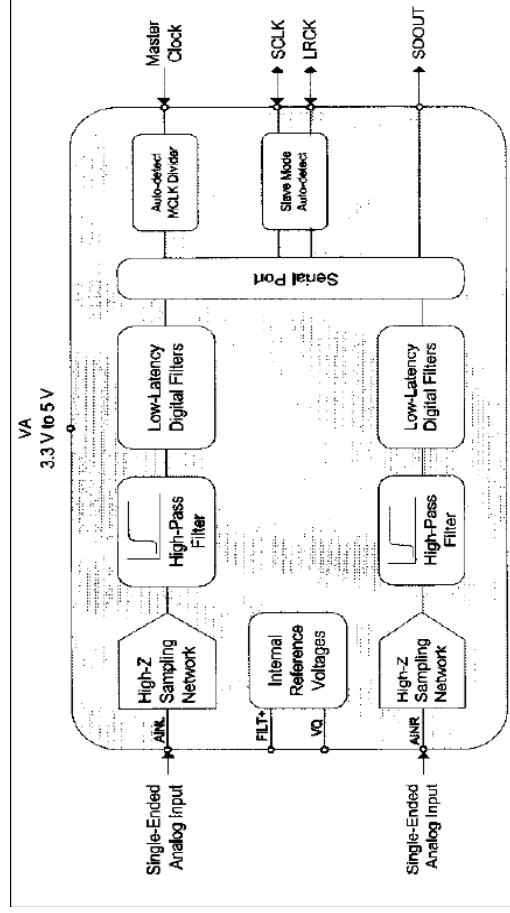 VA
3.3 V to 5 V
Single-Ended
Analog Input
AINL
High-Z
Sampling
Network
High-Pass
Filter
Low-Latency
Digital Filters
Auto-detect
MCLK Divider
Master
Clock
FILT+
VQ
Internal
Reference
Voltages
Serial Port
Slave Mode
Auto-detect
SCLK
LRCK
Single-Ended
Analog Input
AINR
High-Z
Sampling
Network
High-Pass
Filter
Low-Latency
Digital Filters
SDOUT